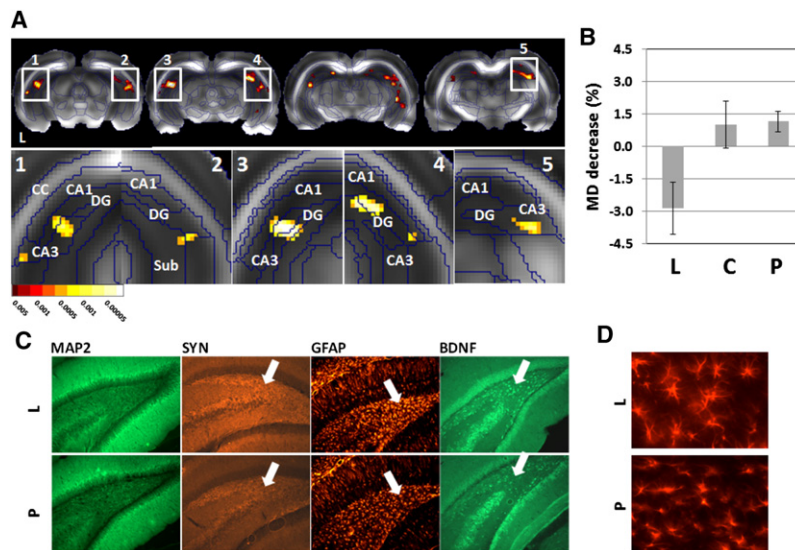 A
1 2 3 4 5
L
1 2 3 4 5
CC CA1 CA1 DG DG CA3 Sub
CA1 DG CA3
CA1 DG CA3
CA1 DG CA3
0.005 0.001 0.0005 0.001 0.00005
B
MD decrease (%)
4.5
3.0
1.5
0.0
-1.5
-3.0
-4.5
L C P
C
MAP2 SYN GFAP BDNF
L
P
D
L
P